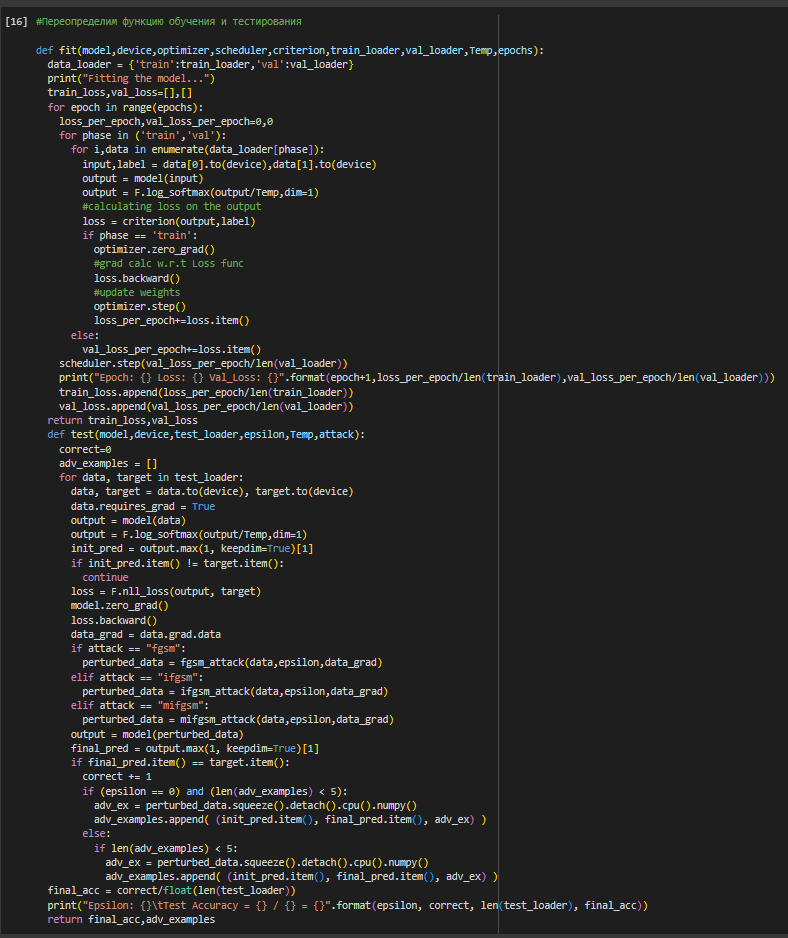 [16] #Переопределим функцию обучения и тестирования
def fit(model,device,optimizer,scheduler,criterion,train_loader,val_loader,Temp,epochs):
  data_loader = {'train':train_loader,'val':val_loader}
  print("Fitting the model...")
  train_loss,val_loss=[],[]
  for epoch in range(epochs):
    loss_per_epoch,val_loss_per_epoch=0,0
    for phase in ('train','val'):
      for i,data in enumerate(data_loader[phase]):
        input,label = data[0].to(device),data[1].to(device)
        output = model(input)
        output = F.log_softmax(output/Temp,dim=1)
        #calculating loss on the output
        loss = criterion(output,label)
        if phase == 'train':
          optimizer.zero_grad()
          #grad calc w.r.t Loss func
          loss.backward()
          #update weights
          optimizer.step()
          loss_per_epoch+=loss.item()
      else:
        val_loss_per_epoch+=loss.item()
    scheduler.step(val_loss_per_epoch/len(val_loader))
    print("Epoch: {} Loss: {} Val_Loss: {}".format(epoch+1,loss_per_epoch/len(train_loader),val_loss_per_epoch/len(val_loader)))
    train_loss.append(loss_per_epoch/len(train_loader))
    val_loss.append(val_loss_per_epoch/len(val_loader))
  return train_loss,val_loss
  def test(model,device,test_loader,epsilon,Temp,attack):
    correct=0
    adv_examples = []
    for data, target in test_loader:
      data, target = data.to(device), target.to(device)
      data.requires_grad = True
      output = model(data)
      output = F.log_softmax(output/Temp,dim=1)
      init_pred = output.max(1, keepdim=True)[1]
      if init_pred.item() != target.item():
        continue
      loss = F.nll_loss(output, target)
      model.zero_grad()
      loss.backward()
      data_grad = data.grad.data
      if attack == "fgsm":
        perturbed_data = fgsm_attack(data,epsilon,data_grad)
      elif attack == "ifgsm":
        perturbed_data = ifgsm_attack(data,epsilon,data_grad)
      elif attack == "mifgsm":
        perturbed_data = mifgsm_attack(data,epsilon,data_grad)
      output = model(perturbed_data)
      final_pred = output.max(1, keepdim=True)[1]
      if final_pred.item() == target.item():
        correct += 1
        if (epsilon == 0) and (len(adv_examples) < 5):
          adv_ex = perturbed_data.squeeze().detach().cpu().numpy()
          adv_examples.append( (init_pred.item(), final_pred.item(), adv_ex) )
        else:
          if len(adv_examples) < 5:
            adv_ex = perturbed_data.squeeze().detach().cpu().numpy()
            adv_examples.append( (init_pred.item(), final_pred.item(), adv_ex) )
  final_acc = correct/float(len(test_loader))
  print("Epsilon: {}\tTest Accuracy = {} / {} = {}".format(epsilon, correct, len(test_loader), final_acc))
  return final_acc,adv_examples